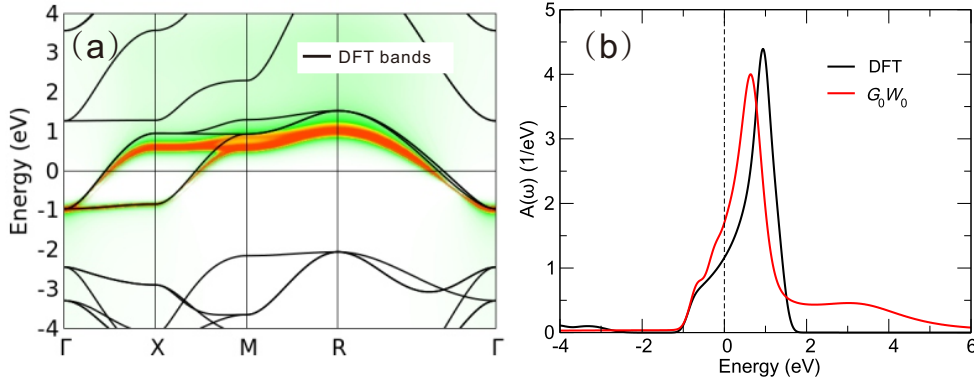 (a)
DFT bands
Energy (eV)
4
3
2
1
0
-1
-2
-3
-4
Γ
X
M
R
Γ
(b)
DFT
G₀W₀
A(ω) (1/eV)
5
4
3
2
1
0
-4
-2
0
2
4
6
Energy (eV)